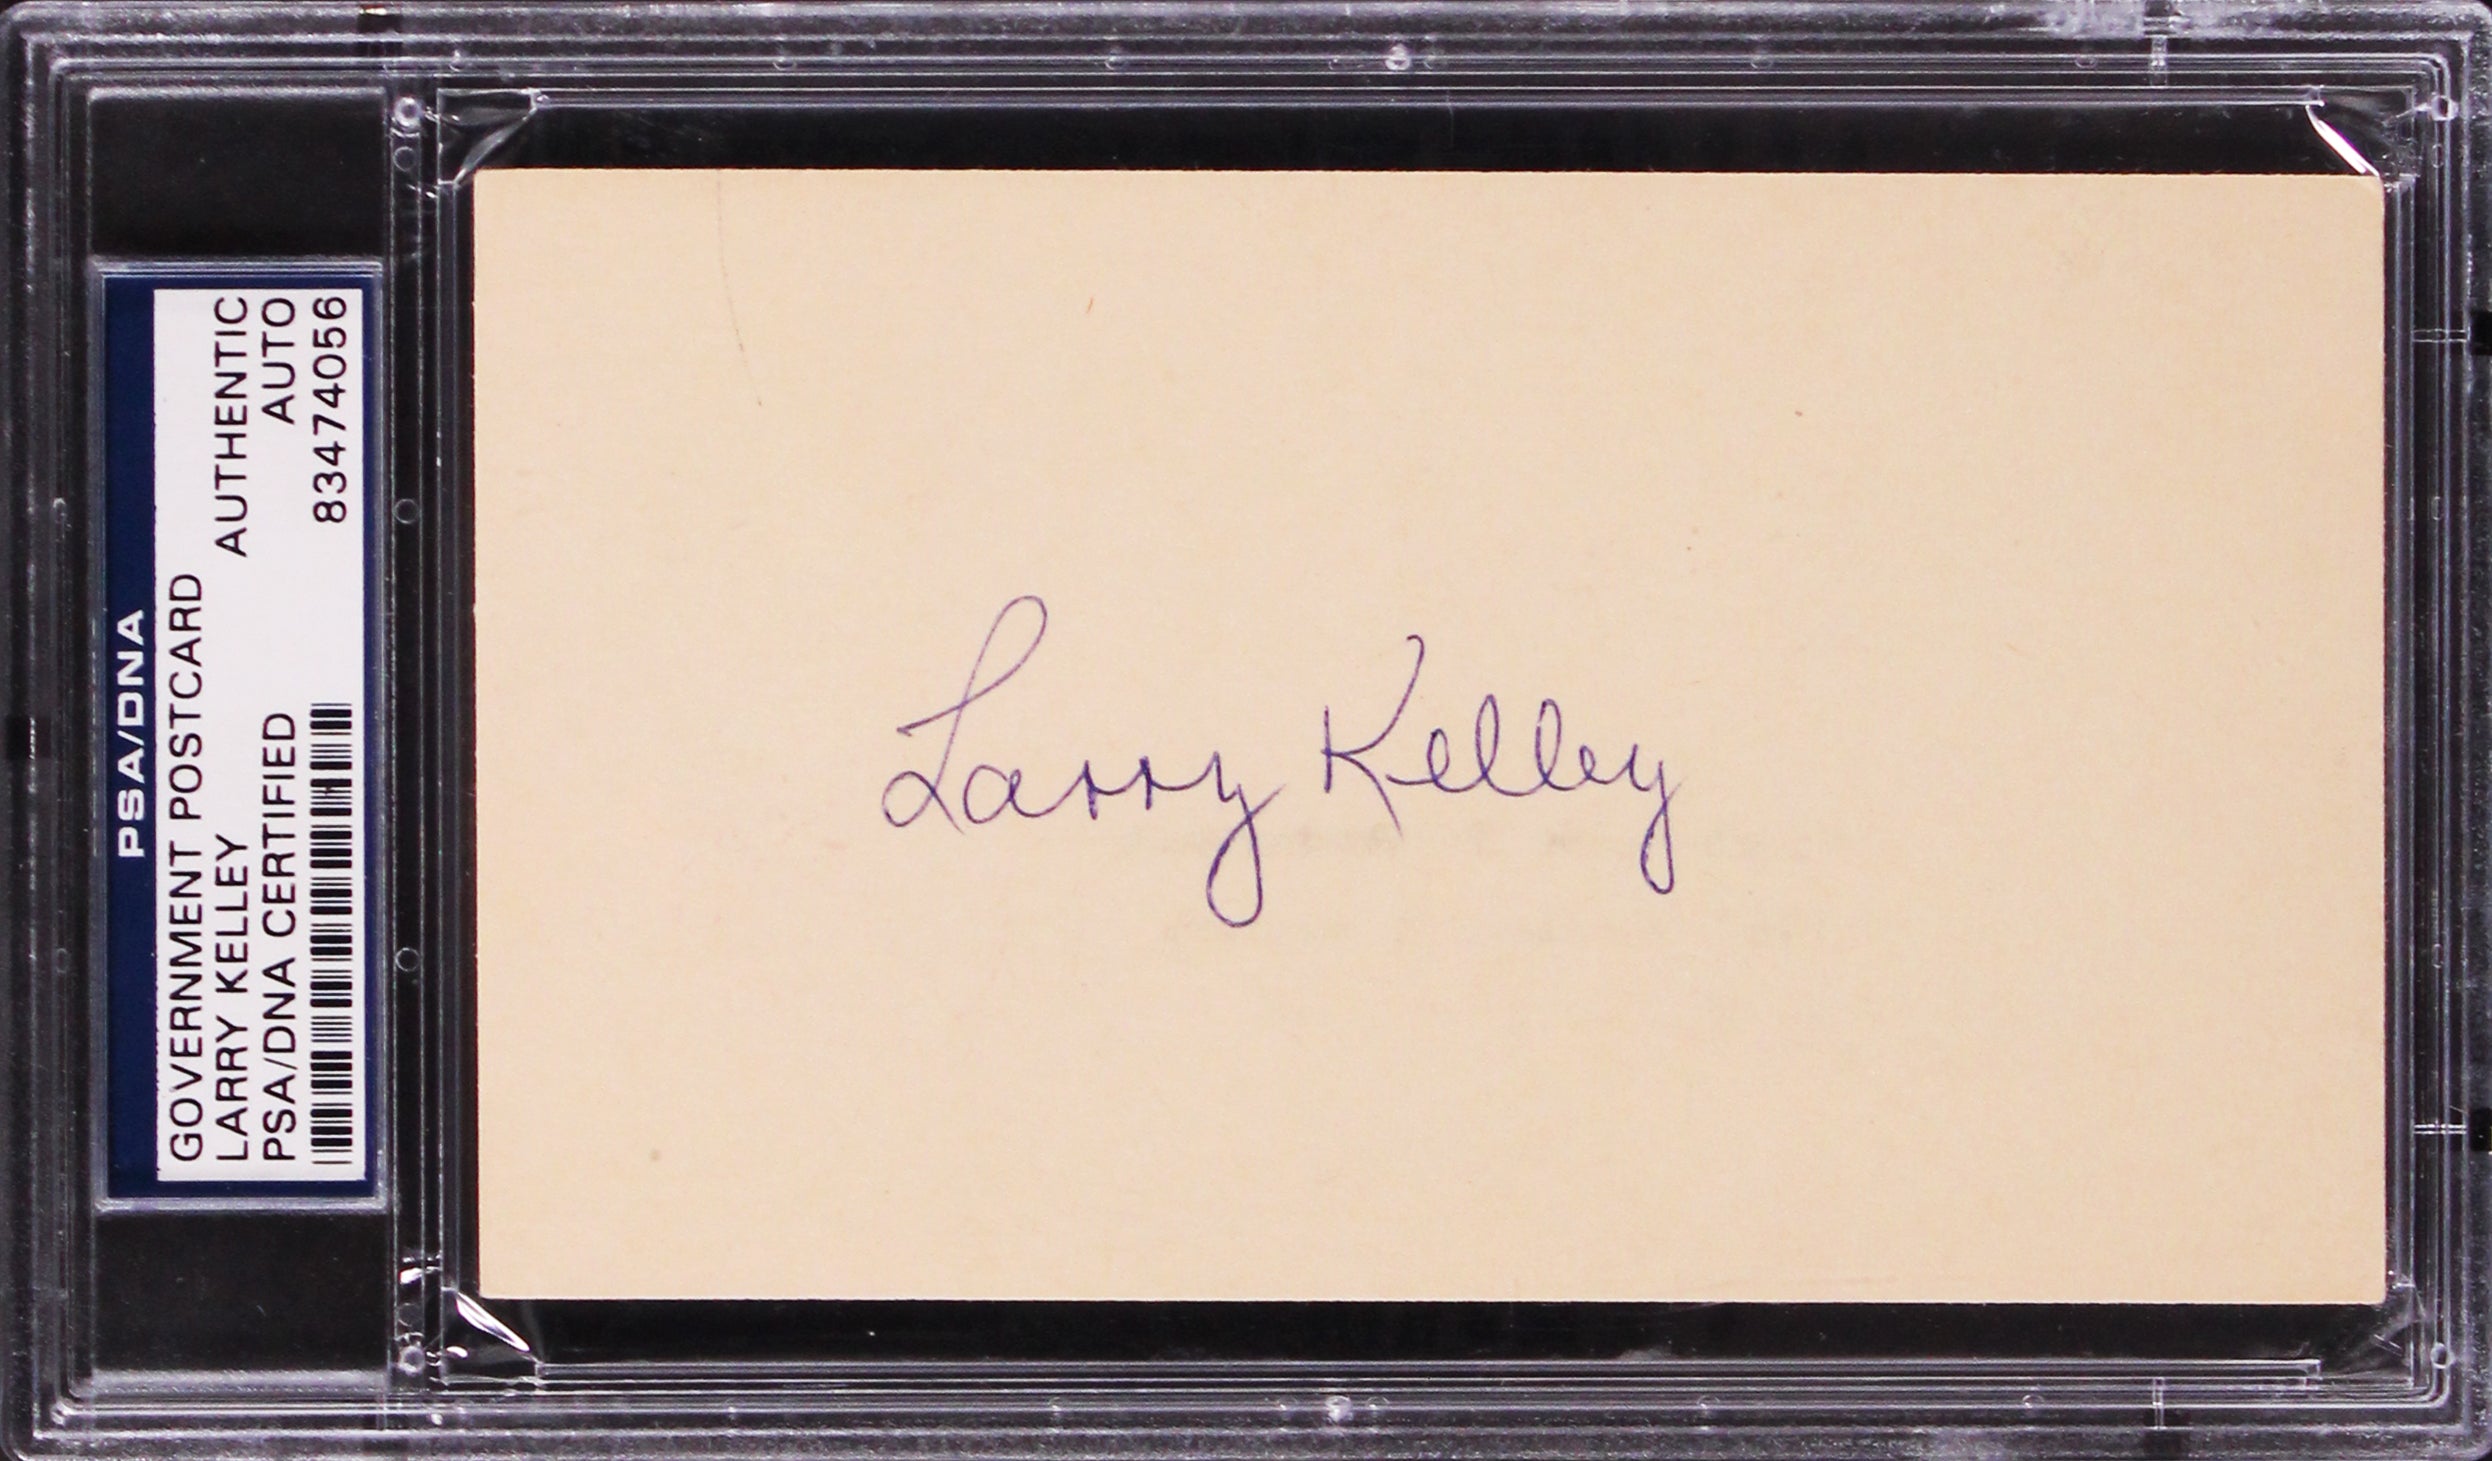 PSA/DNA
GOVERNMENT POSTCARD
LARRY KELLEY AUTHENTIC
PSA/DNA CERTIFIED AUTO
83474056
Larry Kelley